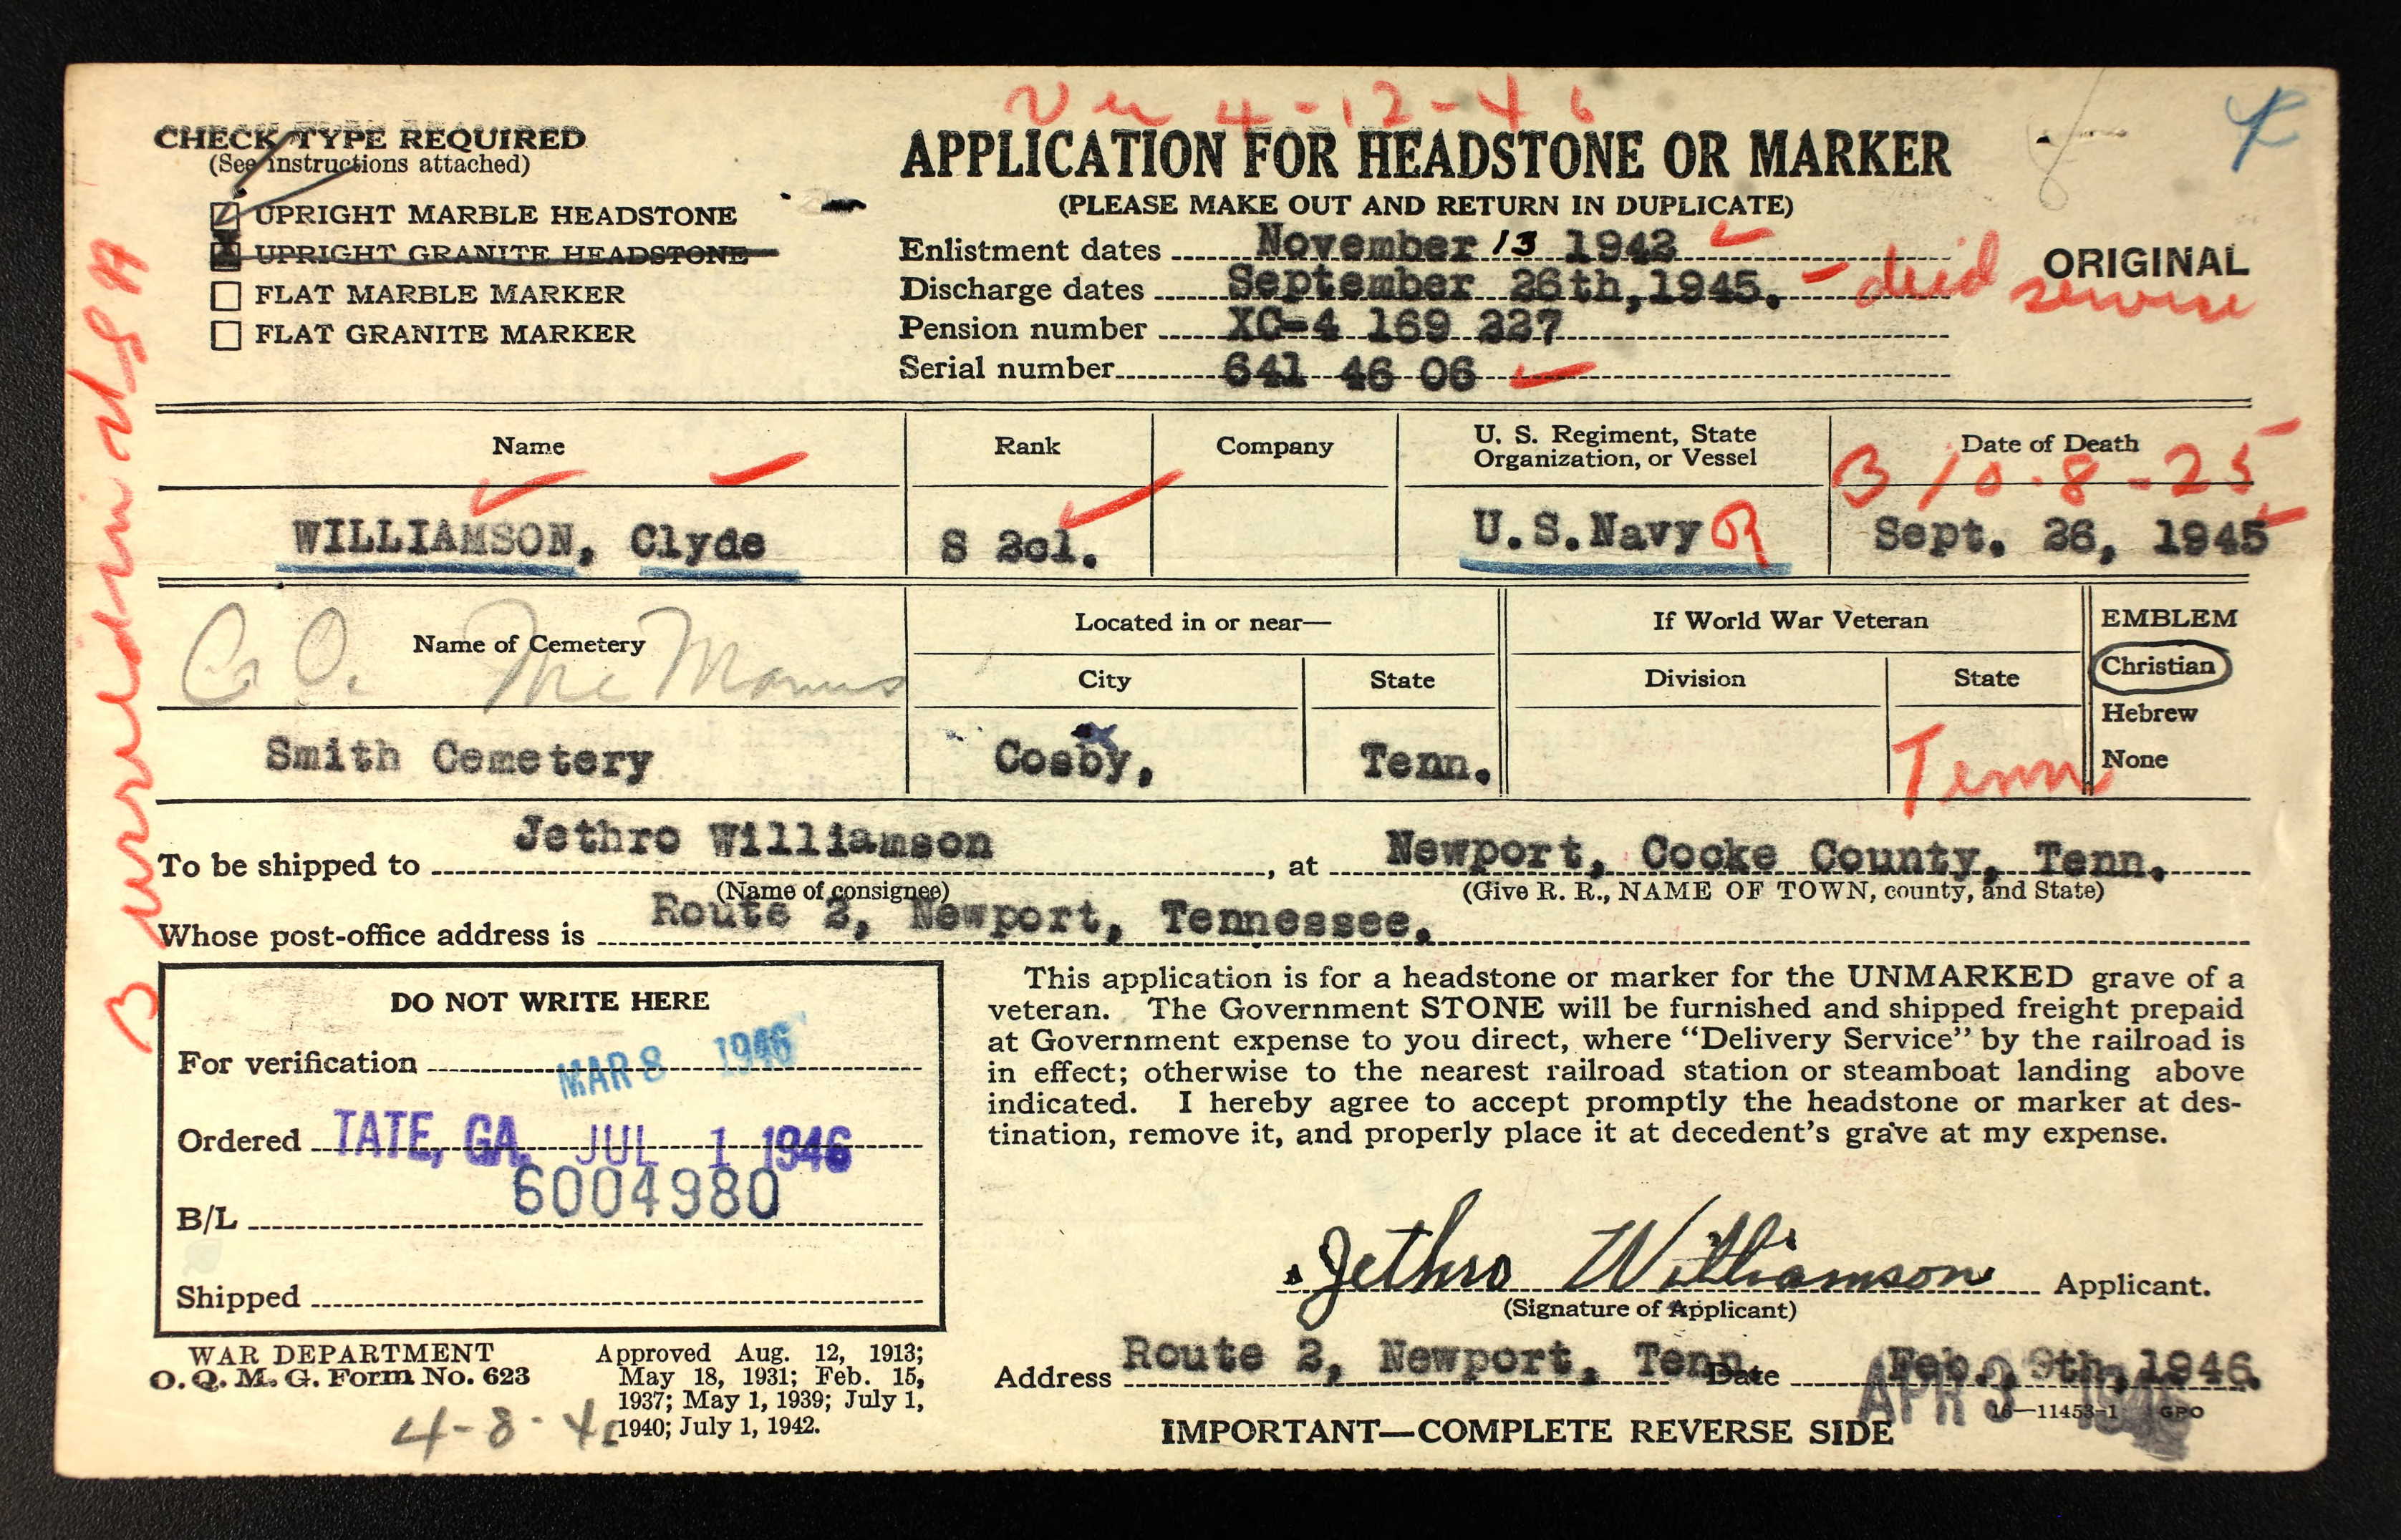 Ver 4-12-46
CHECK TYPE REQUIRED
(See instructions attached)
UPRIGHT MARBLE HEADSTONE
UPRIGHT GRANITE HEADSTONE
FLAT MARBLE MARKER
FLAT GRANITE MARKER
APPLICATION FOR HEADSTONE OR MARKER
(PLEASE MAKE OUT AND RETURN IN DUPLICATE)
Enlistment dates November 13 1943
Discharge dates September 26th, 1945. - died service
Pension number XC-4 169 227
Serial number 641 46 06
ORIGINAL
Name Rank Company U. S. Regiment, State Organization, or Vessel Date of Death
B 10-8-25
WILLIAMSON, Clyde S 2cl. U.S.Navy R Sept. 26, 1945
Name of Cemetery Located in or near— If World War Veteran EMBLEM
C. O. McManus City State Division State Christian
Hebrew
Smith Cemetery Cosby, Tenn. Tenn None
To be shipped to Jethro Williamson, at Newport, Cocke County, Tenn.
(Name of consignee) (Give R. R., NAME OF TOWN, county, and State)
Whose post-office address is Route 2, Newport, Tennessee.
DO NOT WRITE HERE
For verification MAR 8 1946
Ordered TATE, GA. JUL 1 1946
B/L 6004980
Shipped
This application is for a headstone or marker for the UNMARKED grave of a
veteran. The Government STONE will be furnished and shipped freight prepaid
at Government expense to you direct, where “Delivery Service” by the railroad is
in effect; otherwise to the nearest railroad station or steamboat landing above
indicated. I hereby agree to accept promptly the headstone or marker at des-
tination, remove it, and properly place it at decedent's grave at my expense.
Jethro Williamson Applicant.
(Signature of Applicant)
WAR DEPARTMENT
O. Q. M. G. Form No. 623
Approved Aug. 12, 1913;
May 18, 1931; Feb. 15,
1937; May 1, 1939; July 1,
1940; July 1, 1942.
4-8-46
Address Route 2, Newport, Tenn. Date Feb. 9th, 1946.
APR 3 1946
16—11453-1 GPO
IMPORTANT—COMPLETE REVERSE SIDE